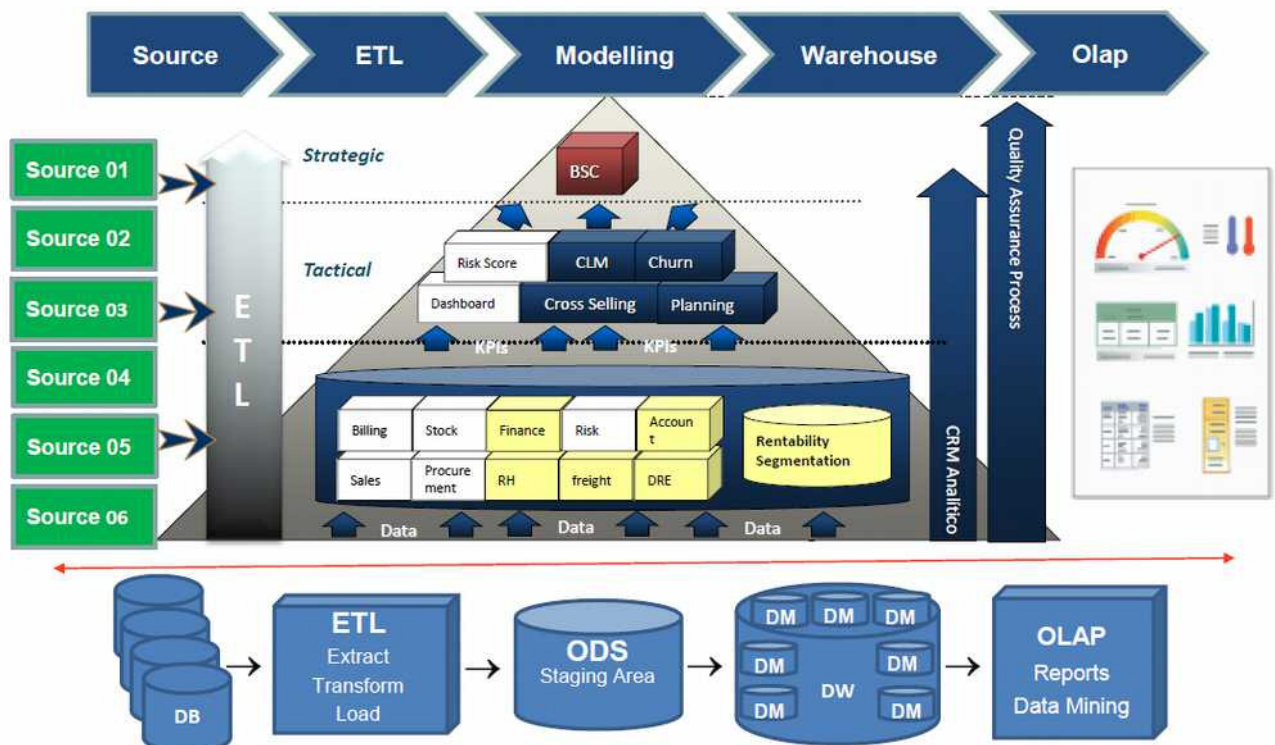 Source
ETL
Modelling
Warehouse
Olap
Source 01
Source 02
Source 03
Source 04
Source 05
Source 06
E
T
L
Strategic
Tactical
BSC
Risk Score
CLM
Churn
Dashboard
Cross Selling
Planning
KPIs
KPIs
Billing
Stock
Finance
Risk
Accoun
t
Sales
Procure
ment
RH
freight
DRE
Rentability
Segmentation
Data
Data
Data
CRM Analítico
Quality Assurance Process
DB
ETL
Extract
Transform
Load
ODS
Staging Area
DM
DM
DM
DM
DM
DW
DM
DM
OLAP
Reports
Data Mining